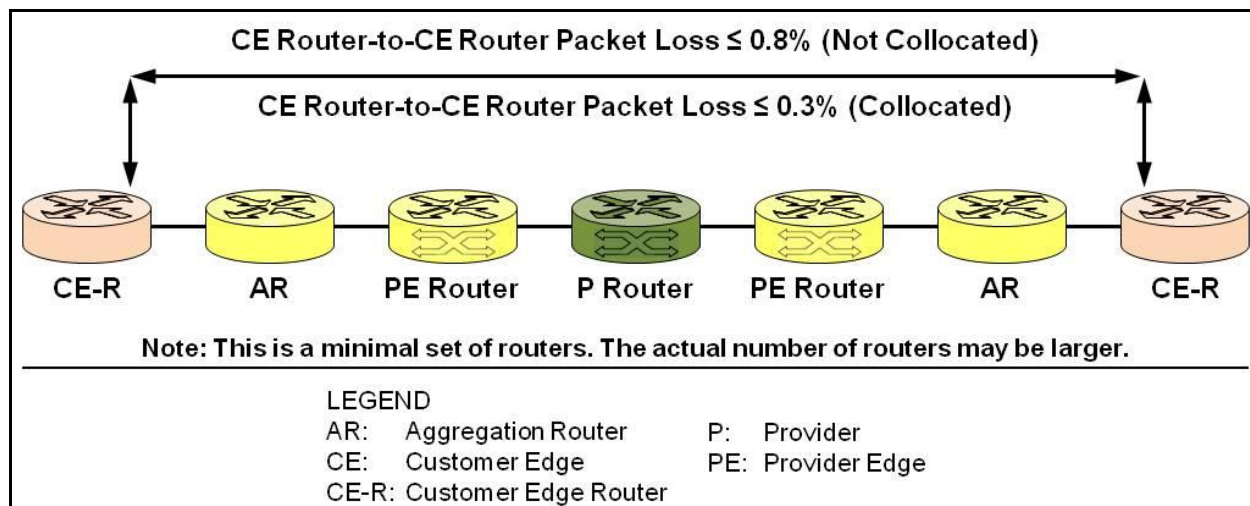 CE Router-to-CE Router Packet Loss ≤ 0.8% (Not Collocated)
CE Router-to-CE Router Packet Loss ≤ 0.3% (Collocated)
CE-R AR PE Router P Router PE Router AR CE-R
Note: This is a minimal set of routers. The actual number of routers may be larger.
LEGEND
AR: Aggregation Router P: Provider
CE: Customer Edge PE: Provider Edge
CE-R: Customer Edge Router